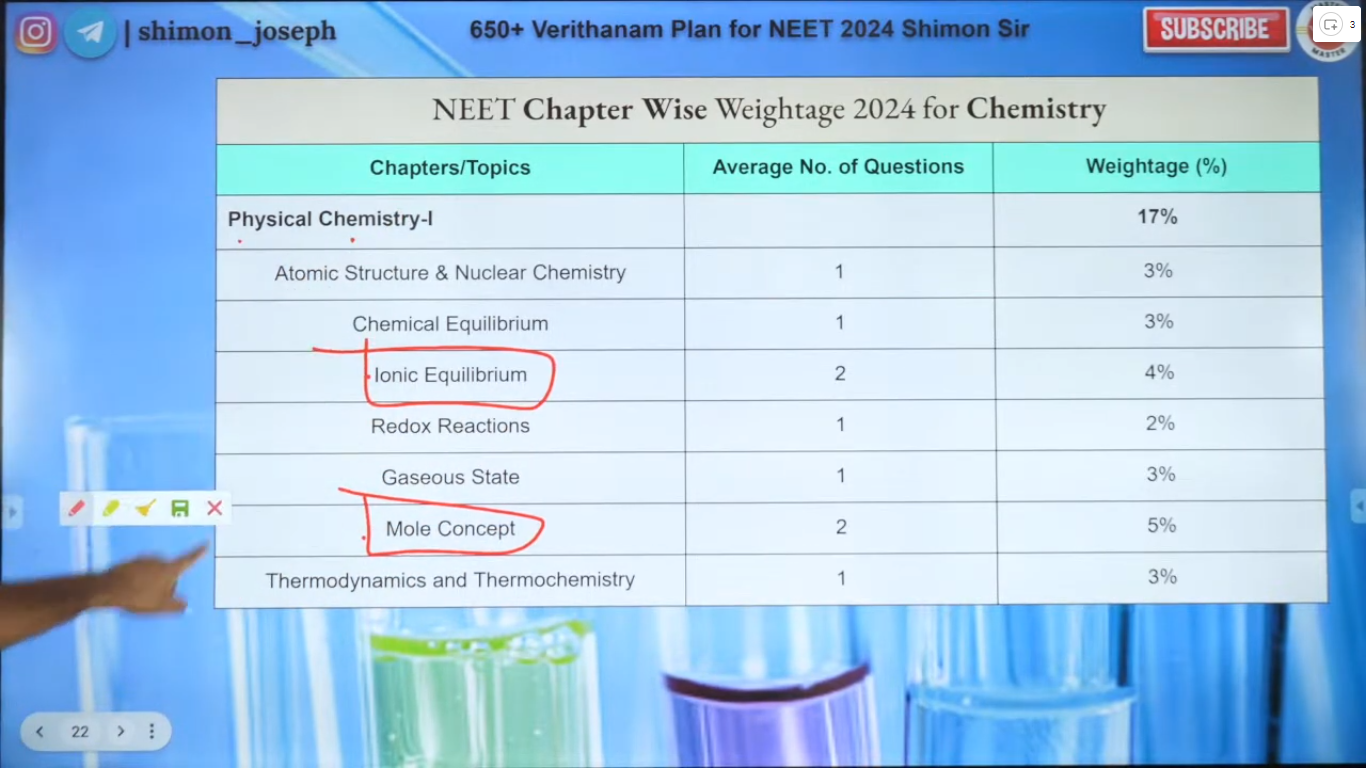 | shimon_joseph
650+ Verithanam Plan for NEET 2024 Shimon Sir
SUBSCRIBE
3
MASTER
NEET Chapter Wise Weightage 2024 for Chemistry
Chapters/Topics Average No. of Questions Weightage (%)
Physical Chemistry-I 17%
Atomic Structure & Nuclear Chemistry 1 3%
Chemical Equilibrium 1 3%
Ionic Equilibrium 2 4%
Redox Reactions 1 2%
Gaseous State 1 3%
Mole Concept 2 5%
Thermodynamics and Thermochemistry 1 3%
22